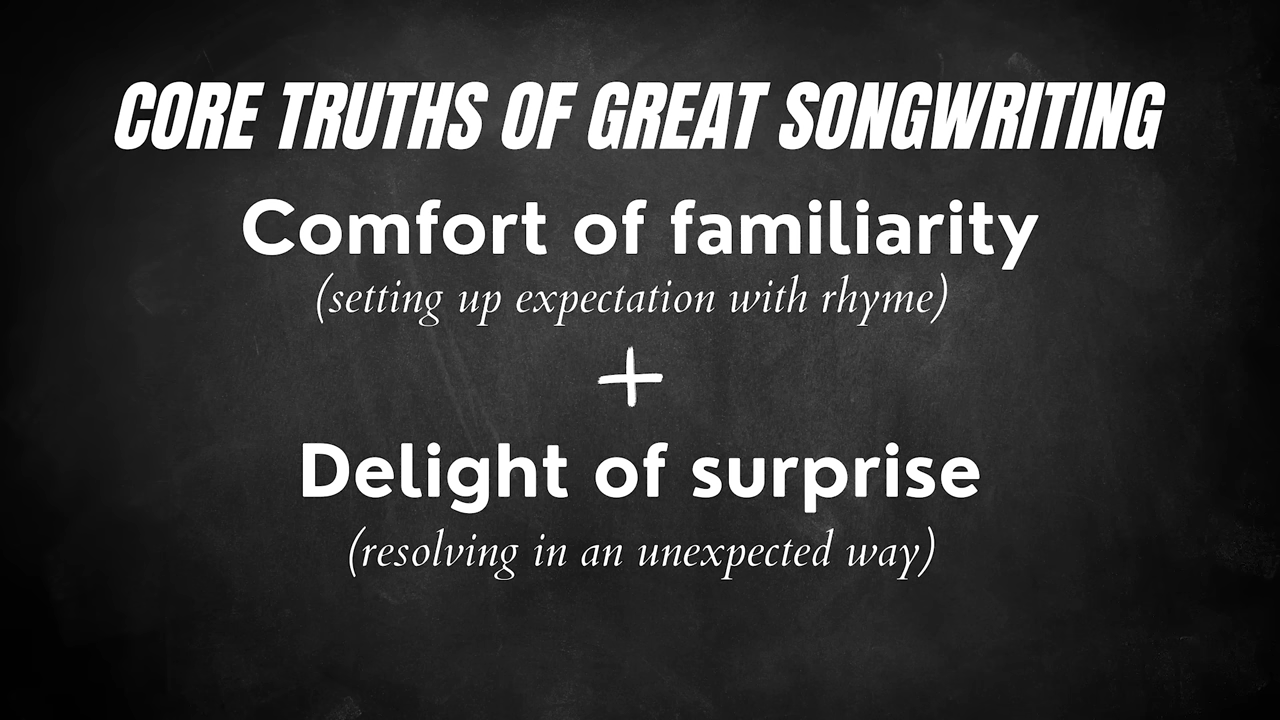 CORE TRUTHS OF GREAT SONGWRITING
Comfort of familiarity
(setting up expectation with rhyme)
+
Delight of surprise
(resolving in an unexpected way)